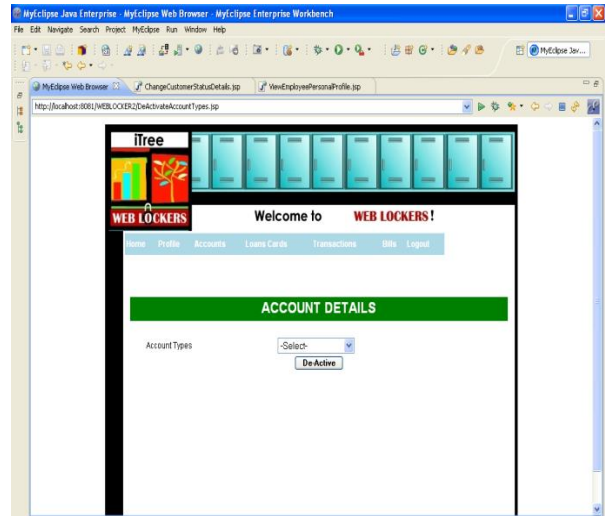 MyEclipse Java Enterprise - MyEclipse Web Browser - MyEclipse Enterprise Workbench
File Edit Navigate Search Project MyEclipse Run Window Help
MyEclipse Jav...
MyEclipse Web Browser ChangeCustomerStatusDetails.jsp ViewEmployeePersonalProfile.jsp
http://localhost:8081/WEBLOCKER2/DeActivateAccountTypes.jsp
iTree
WEB LOCKERS
Welcome to WEB LOCKERS !
Home Profile Accounts Loans Cards Transactions Bills Logout
ACCOUNT DETAILS
Account Types -Select-
De-Active